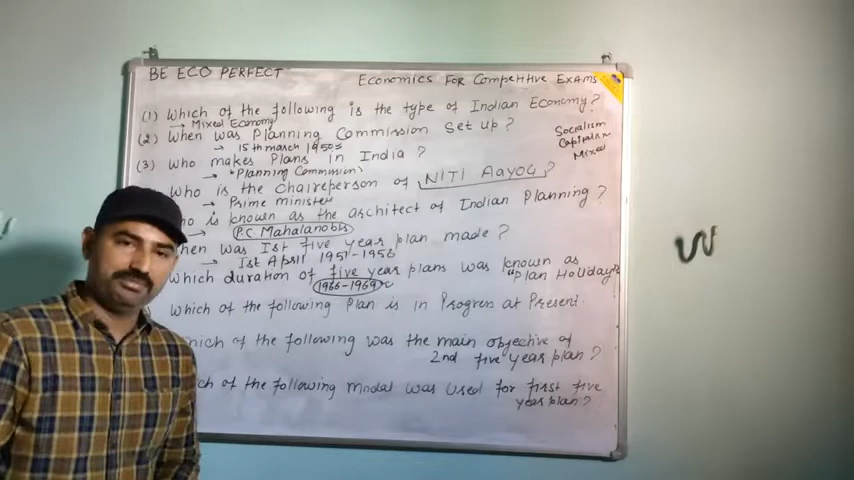 BE ECO PERFECT
Economics For Competitive Exams
(1) Which of the following is the type of Indian Economy?
→ Mixed Economy
(2) When was Planning Commission Set up?
→ 15th march 1950
Socialism
Capitalism
Mixed
(3) Who makes Plans in India?
→ "Planning Commission"
Who is the Chaireperson of NITI Aayog?
→ Prime minister
ho is known as the architect of Indian Planning?
→ P.C Mahalanobis
hen was Ist five year plan made?
→ Ist April 1951-1956
Which duration of five year plans was known as
"Plan Holiday"?
1966-1969
Which of the following Plan is in Progress at Present.
hich of the following was the main objective of
2nd five year plan?
ch of the following modal was Used for first five
year plan?